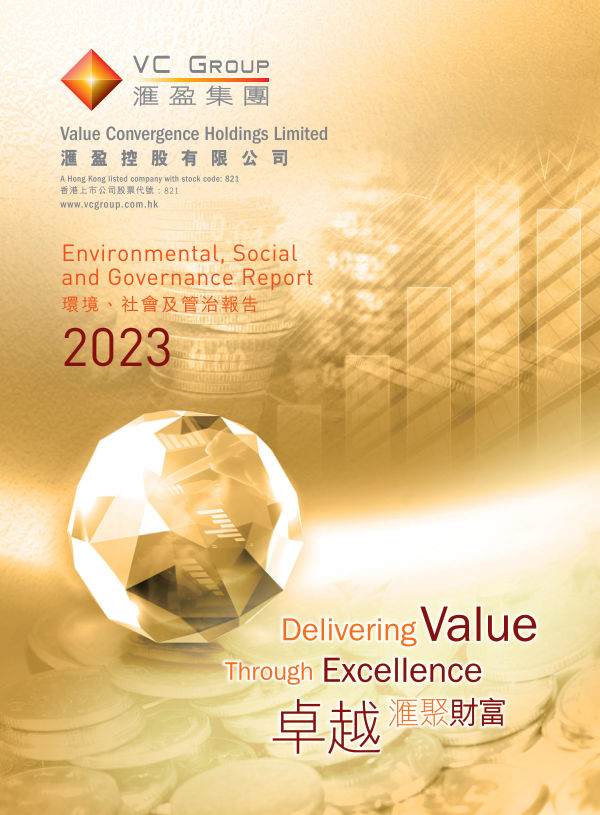 VC GROUP
滙盈集團
Value Convergence Holdings Limited
滙盈控股有限公司
A Hong Kong listed company with stock code: 821
香港上市公司股票代號：821
www.vcgroup.com.hk
Environmental, Social
and Governance Report
環境、社會及管治報告
2023
Delivering Value
Through Excellence
卓越 滙聚財富